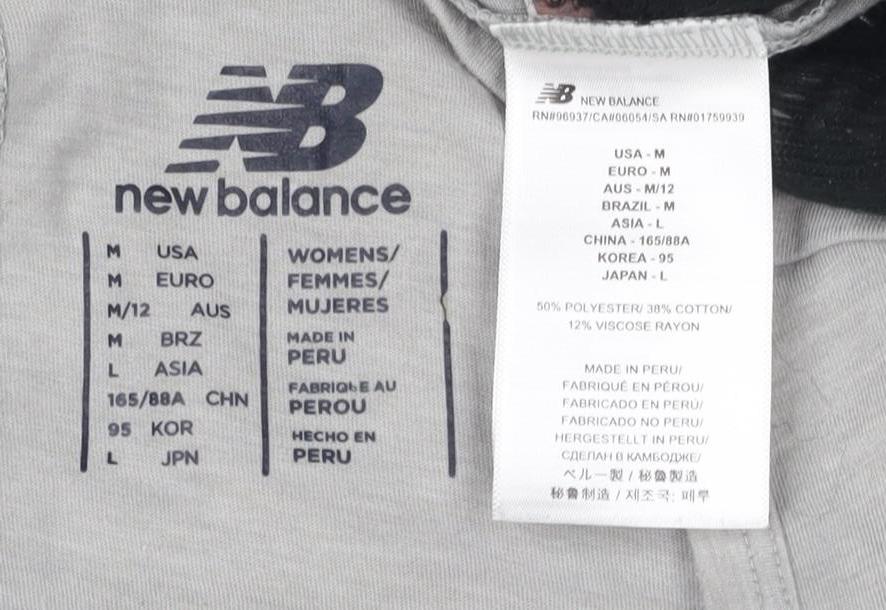 NB
new balance
M USA
M EURO
M/12 AUS
M BRZ
L ASIA
165/88A CHN
95 KOR
L JPN
WOMENS/
FEMMES/
MUJERES
MADE IN
PERU
FABRIQUE AU
PEROU
HECHO EN
PERU
NB NEW BALANCE
RN#96937/CA#06054/SA RN#01759939
USA - M
EURO - M
AUS - M/12
BRAZIL - M
ASIA - L
CHINA - 165/88A
KOREA - 95
JAPAN - L
50% POLYESTER/ 38% COTTON/
12% VISCOSE RAYON
MADE IN PERU/
FABRIQUÉ EN PÉROU/
FABRICADO EN PERÚ/
FABRICADO NO PERU/
HERGESTELLT IN PERU/
СДЕЛАН В КАМБОДЖЕ/
ペルー製 / 秘魯製造
秘鲁制造 / 제조국: 페루